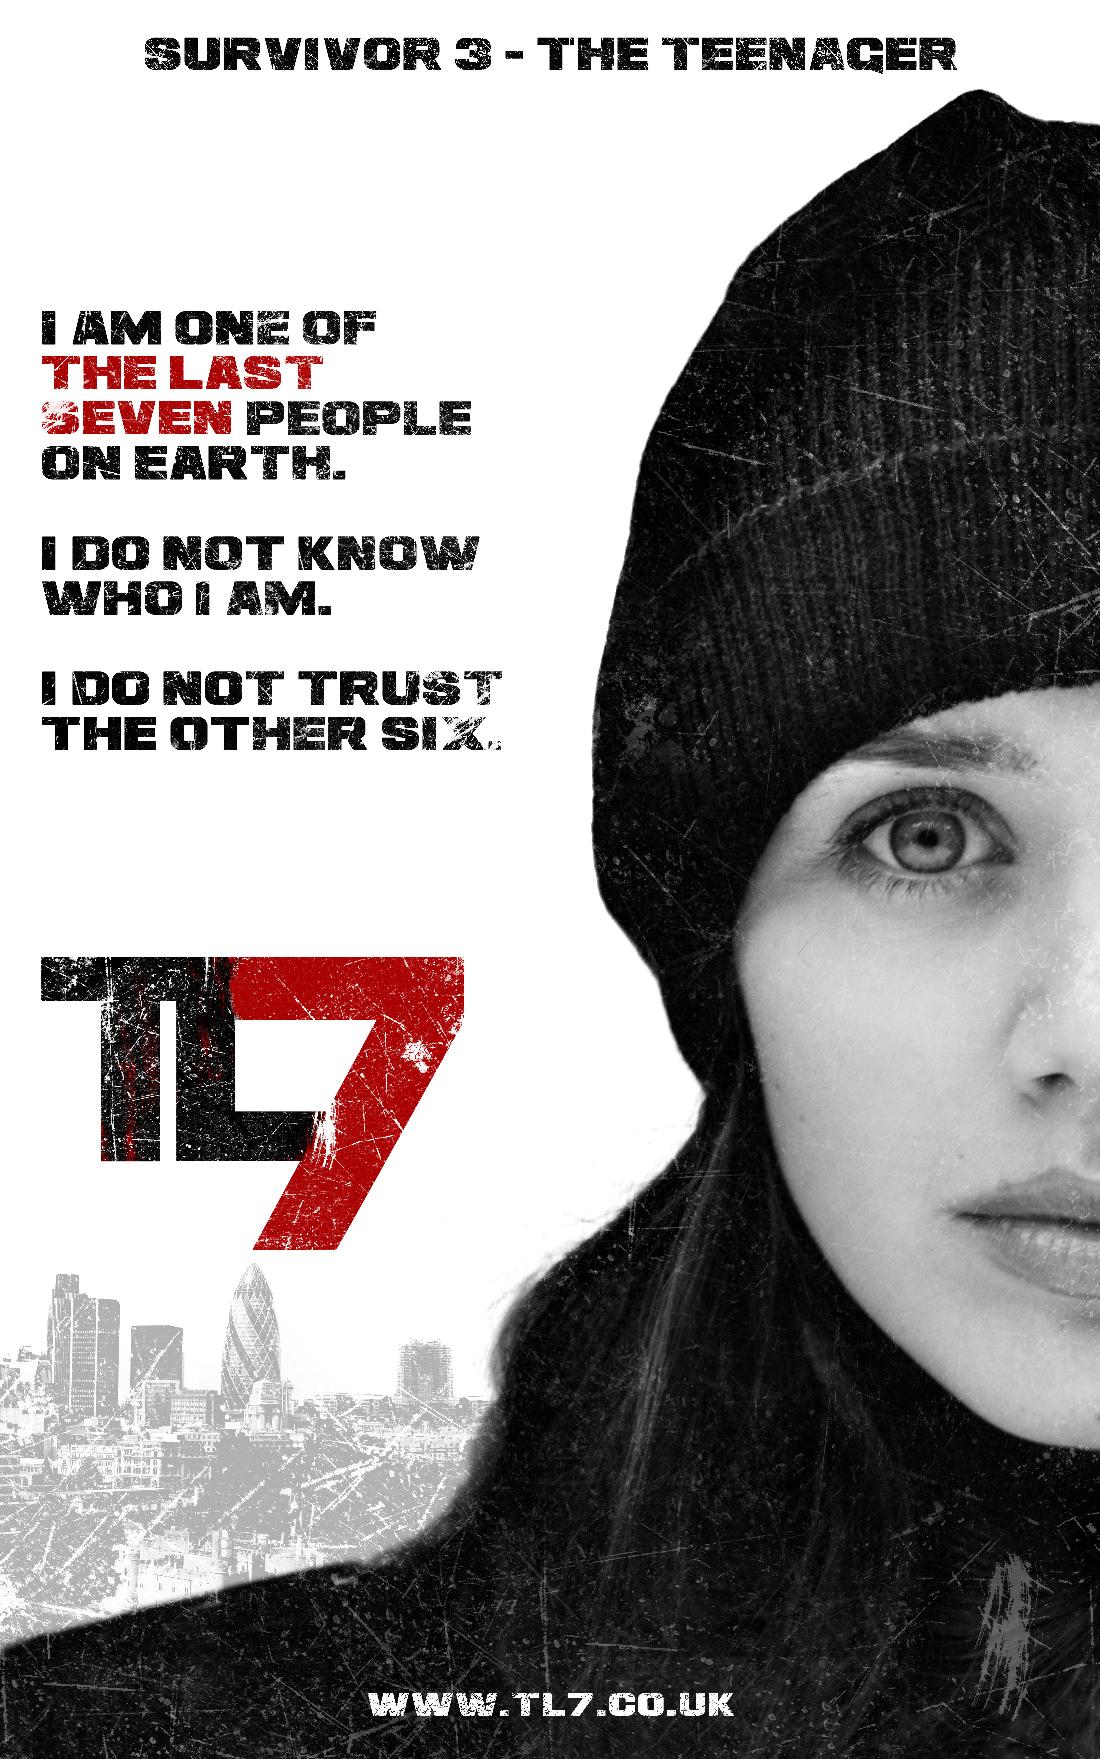 SURVIVOR 3 - THE TEENAGER
I AM ONE OF
THE LAST
SEVEN PEOPLE
ON EARTH.
I DO NOT KNOW
WHO I AM.
I DO NOT TRUST
THE OTHER SIX.
TL7
WWW.TL7.CO.UK